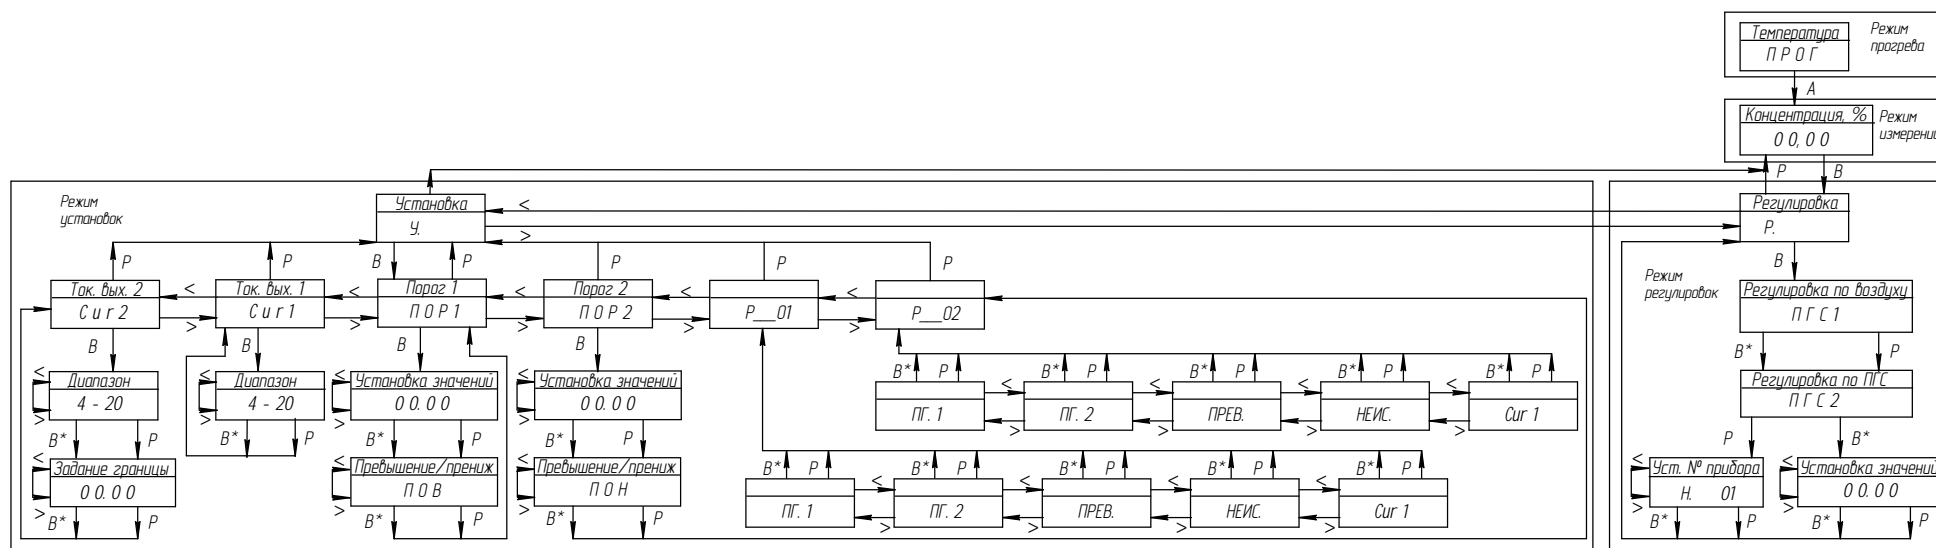 Температура
П Р О Г
Режим
прогрева
А
Концентрация, %
0 0, 0 0
Режим
измерений
Р
В
Режим
установок
Установка
У.
<
>
Регулировка
Р.
Р
Р
В
Р
Р
Р
Р
В
Ток. вых. 2
C u r 2
<
>
Ток. вых. 1
C u r 1
<
>
Порог 1
П О Р 1
<
>
Порог 2
П О Р 2
<
>
Р__01
<
>
Р__02
Режим
регулировок
Регулировка по воздуху
П Г С 1
В
В
В
В
В*
Р
<
>
Диапазон
4 - 20
<
>
Диапазон
4 - 20
<
>
Установка значений
0 0. 0 0
<
>
Установка значений
0 0. 0 0
В*
Р
В*
Р
В*
Р
В*
Р
В*
Р
ПГ. 1
<
>
ПГ. 2
<
>
ПРЕВ.
<
>
НЕИС.
<
>
Cur 1
Регулировка по ПГС
П Г С 2
В*
Р
В*
Р
В*
Р
В*
Р
Р
В*
<
>
Задание границы
0 0. 0 0
<
>
Превышение/прениж
П О В
<
>
Превышение/прениж
П О Н
В*
Р
В*
Р
В*
Р
В*
Р
В*
Р
ПГ. 1
<
>
ПГ. 2
<
>
ПРЕВ.
<
>
НЕИС.
<
>
Cur 1
<
>
Уст. № прибора
Н. 01
<
>
Установка значений
0 0. 0 0
В*
Р
В*
Р
В*
Р
В*
Р
В*
Р